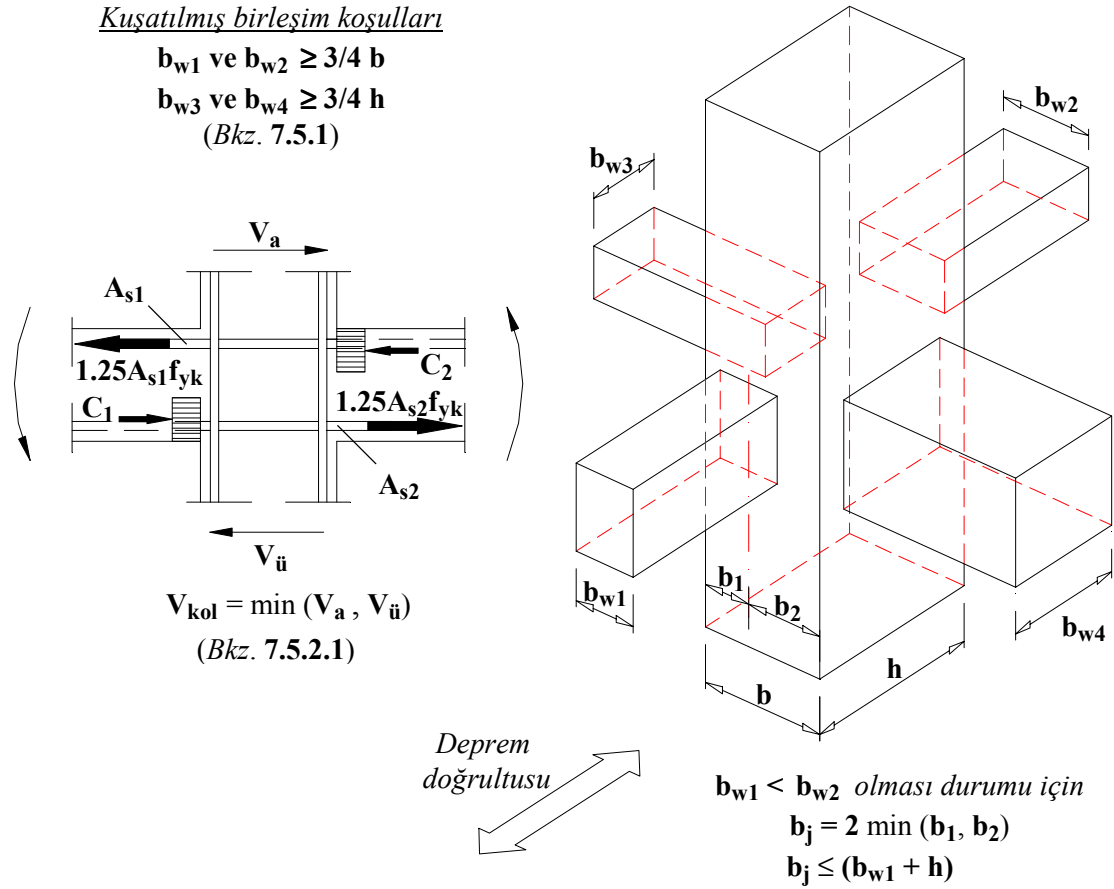 Kuşatılmış birleşim koşulları
b_w1 ve b_w2 ≥ 3/4 b
b_w3 ve b_w4 ≥ 3/4 h
(Bkz. 7.5.1)
V_a
A_s1
1.25A_s1f_yk
C_2
C_1
1.25A_s2f_yk
A_s2
V_ü
V_kol = min (V_a , V_ü)
(Bkz. 7.5.2.1)
b_w2
b_w3
b_w1
b_1
b_2
b_w4
h
b
Deprem
doğrultusu
b_w1 < b_w2 olması durumu için
b_j = 2 min (b_1, b_2)
b_j ≤ (b_w1 + h)